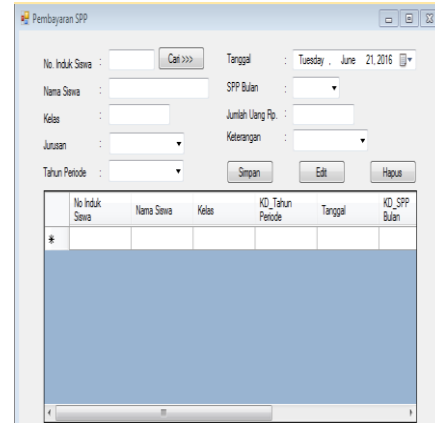 Pembayaran SPP
No. Induk Siswa : Cari >>>
Nama Siswa :
Kelas :
Jurusan :
Tahun Periode :
Tanggal : Tuesday , June 21, 2016
SPP Bulan :
Jumlah Uang Rp. :
Keterangan :
Simpan Edit Hapus
No Induk Siswa Nama Siswa Kelas KD_Tahun Periode Tanggal KD_SPP Bulan